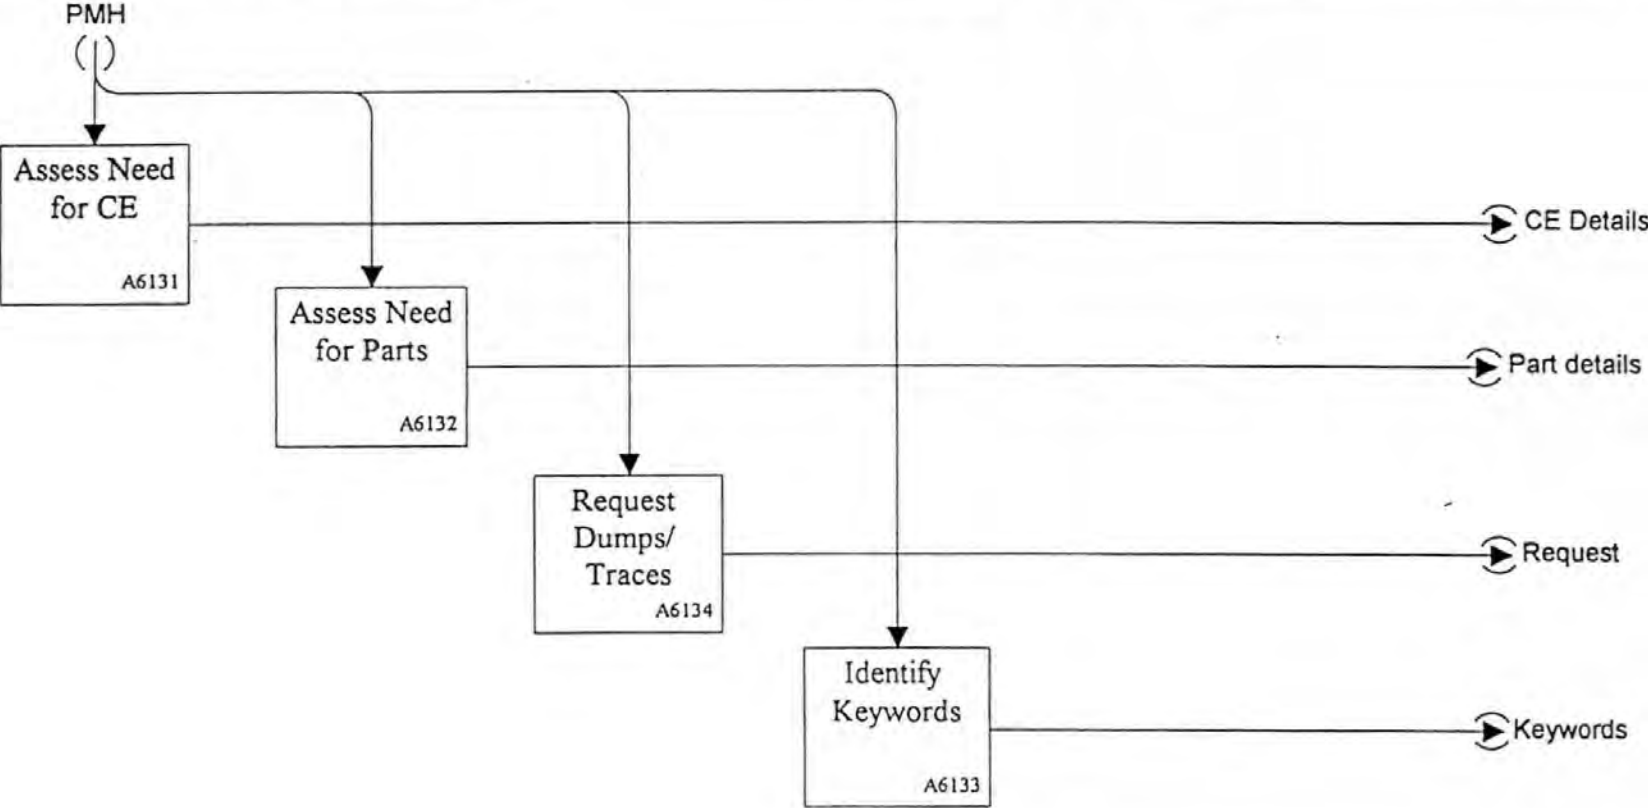 PMH
Assess Need
for CE
A6131
CE Details
Assess Need
for Parts
A6132
Part details
Request
Dumps/
Traces
A6134
Request
Identify
Keywords
A6133
Keywords